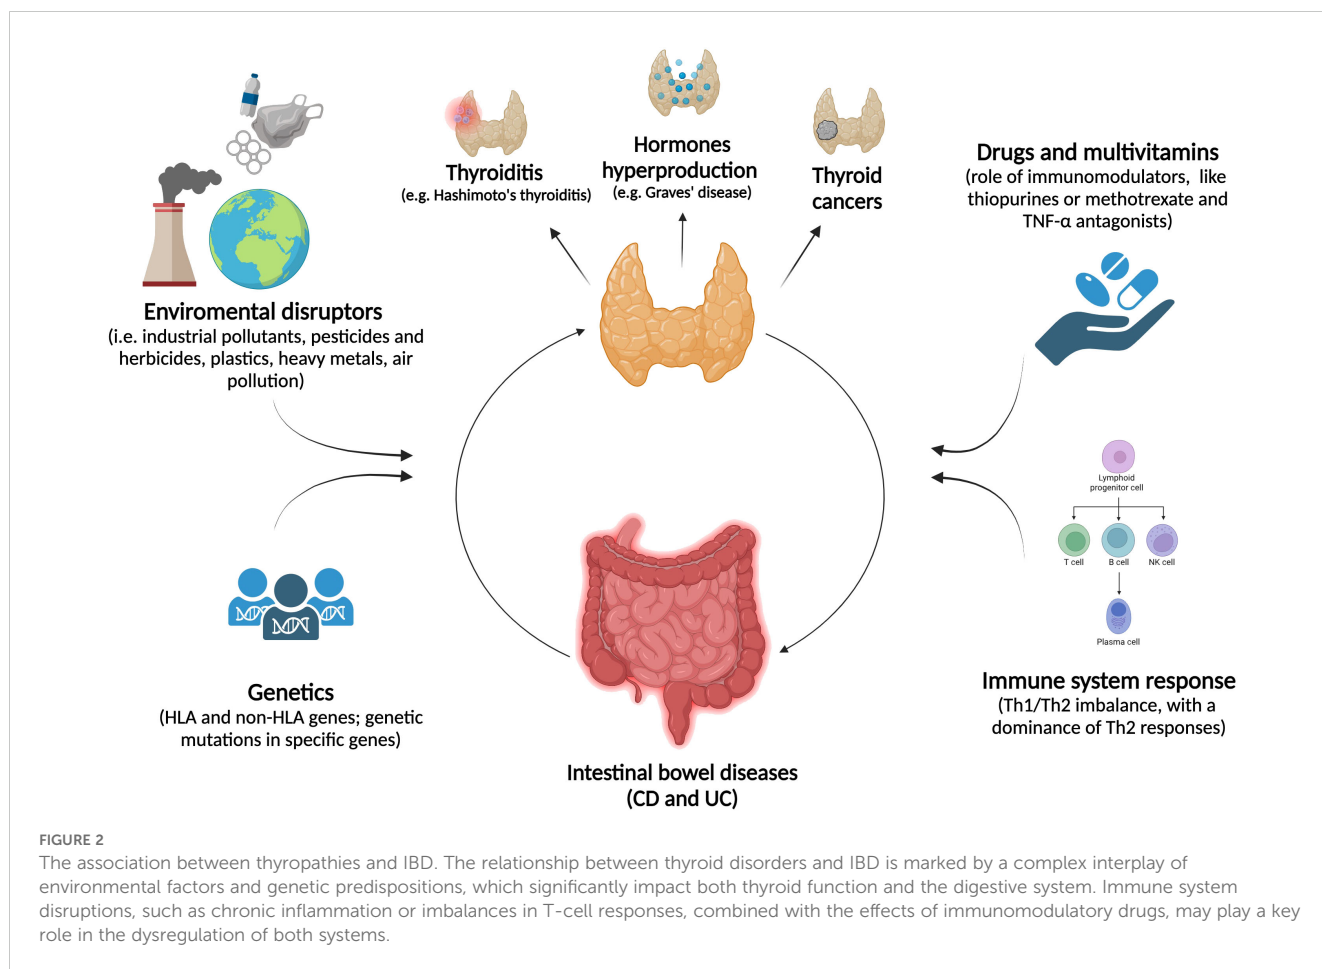 Thyroiditis
(e.g. Hashimoto's thyroiditis)
Hormones
hyperproduction
(e.g. Graves' disease)
Thyroid
cancers
Drugs and multivitamins
(role of immunomodulators, like
thiopurines or methotrexate and
TNF-α antagonists)
Enviromental disruptors
(i.e. industrial pollutants, pesticides and
herbicides, plastics, heavy metals, air
pollution)
Lymphoid
progenitor cell
T cell
B cell
NK cell
Plasma cell
Genetics
(HLA and non-HLA genes; genetic
mutations in specific genes)
Immune system response
(Th1/Th2 imbalance, with a
dominance of Th2 responses)
Intestinal bowel diseases
(CD and UC)
FIGURE 2
The association between thyropathies and IBD. The relationship between thyroid disorders and IBD is marked by a complex interplay of
environmental factors and genetic predispositions, which significantly impact both thyroid function and the digestive system. Immune system
disruptions, such as chronic inflammation or imbalances in T-cell responses, combined with the effects of immunomodulatory drugs, may play a key
role in the dysregulation of both systems.